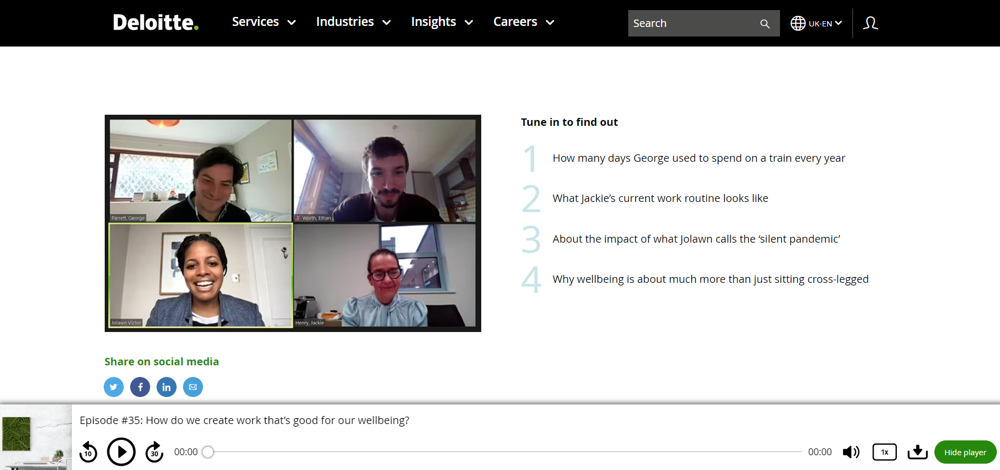 Deloitte.
Services
Industries
Insights
Careers
Search
UK-EN
Parrett, George
Worth, Ethan
Jolawn Victor
Henry, Jackie
Tune in to find out
1 How many days George used to spend on a train every year
2 What Jackie’s current work routine looks like
3 About the impact of what Jolawn calls the ‘silent pandemic’
4 Why wellbeing is about much more than just sitting cross-legged
Share on social media
Episode #35: How do we create work that’s good for our wellbeing?
10
30
00:00
00:00
1x
Hide player